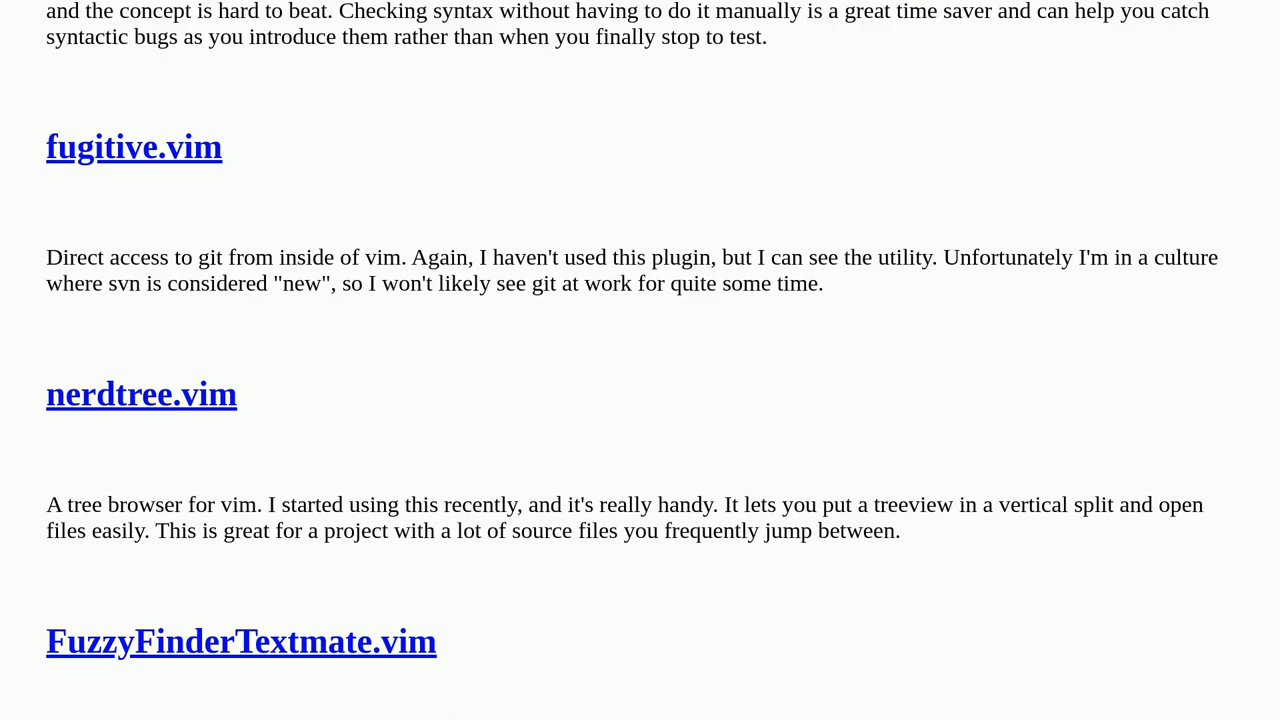 and the concept is hard to beat. Checking syntax without having to do it manually is a great time saver and can help you catch
syntactic bugs as you introduce them rather than when you finally stop to test.
fugitive.vim
Direct access to git from inside of vim. Again, I haven't used this plugin, but I can see the utility. Unfortunately I'm in a culture
where svn is considered "new", so I won't likely see git at work for quite some time.
nerdtree.vim
A tree browser for vim. I started using this recently, and it's really handy. It lets you put a treeview in a vertical split and open
files easily. This is great for a project with a lot of source files you frequently jump between.
FuzzyFinderTextmate.vim